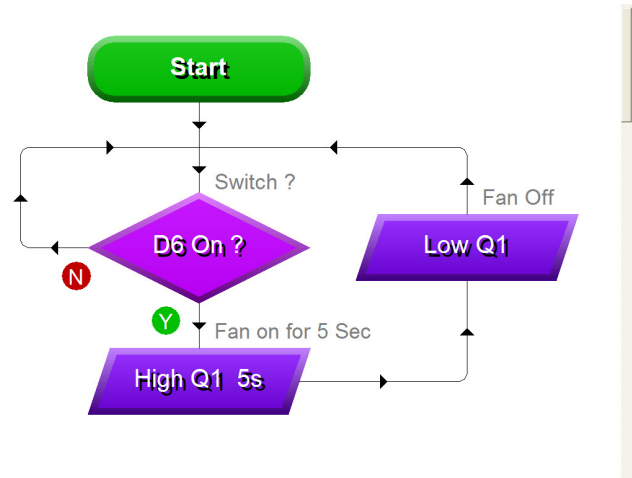 Start
Switch ?
D6 On ?
N
Y
Fan on for 5 Sec
High Q1 5s
Fan Off
Low Q1